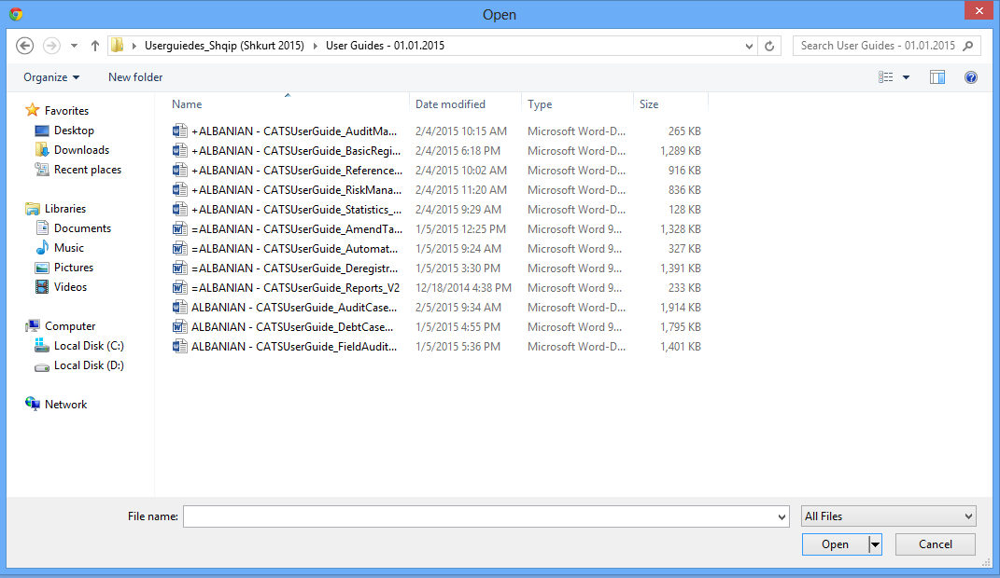 Open
Userguiedes_Shqip (Shkurt 2015) User Guides - 01.01.2015 Search User Guides - 01.01.2015
Organize New folder
Favorites
Desktop
Downloads
Recent places
Libraries
Documents
Music
Pictures
Videos
Computer
Local Disk (C:)
Local Disk (D:)
Network
Name Date modified Type Size
+ALBANIAN - CATSUserGuide_AuditMa... 2/4/2015 10:15 AM Microsoft Word-D... 265 KB
+ALBANIAN - CATSUserGuide_BasicRegi... 2/4/2015 6:18 PM Microsoft Word-D... 1,289 KB
+ALBANIAN - CATSUserGuide_Reference... 2/4/2015 10:02 AM Microsoft Word-D... 916 KB
+ALBANIAN - CATSUserGuide_RiskMana... 2/4/2015 11:20 AM Microsoft Word-D... 836 KB
+ALBANIAN - CATSUserGuide_Statistics_... 2/4/2015 9:29 AM Microsoft Word-D... 128 KB
=ALBANIAN - CATSUserGuide_AmendTa... 1/5/2015 12:25 PM Microsoft Word 9... 1,328 KB
=ALBANIAN - CATSUserGuide_Automat... 1/5/2015 9:24 AM Microsoft Word 9... 327 KB
=ALBANIAN - CATSUserGuide_Deregistr... 1/5/2015 3:30 PM Microsoft Word 9... 1,391 KB
=ALBANIAN - CATSUserGuide_Reports_V2 12/18/2014 4:38 PM Microsoft Word 9... 233 KB
ALBANIAN - CATSUserGuide_AuditCase... 2/5/2015 9:34 AM Microsoft Word-D... 1,914 KB
ALBANIAN - CATSUserGuide_DebtCase... 1/5/2015 4:55 PM Microsoft Word 9... 1,795 KB
ALBANIAN - CATSUserGuide_FieldAudit... 1/5/2015 5:36 PM Microsoft Word-D... 1,401 KB
File name: All Files
Open Cancel